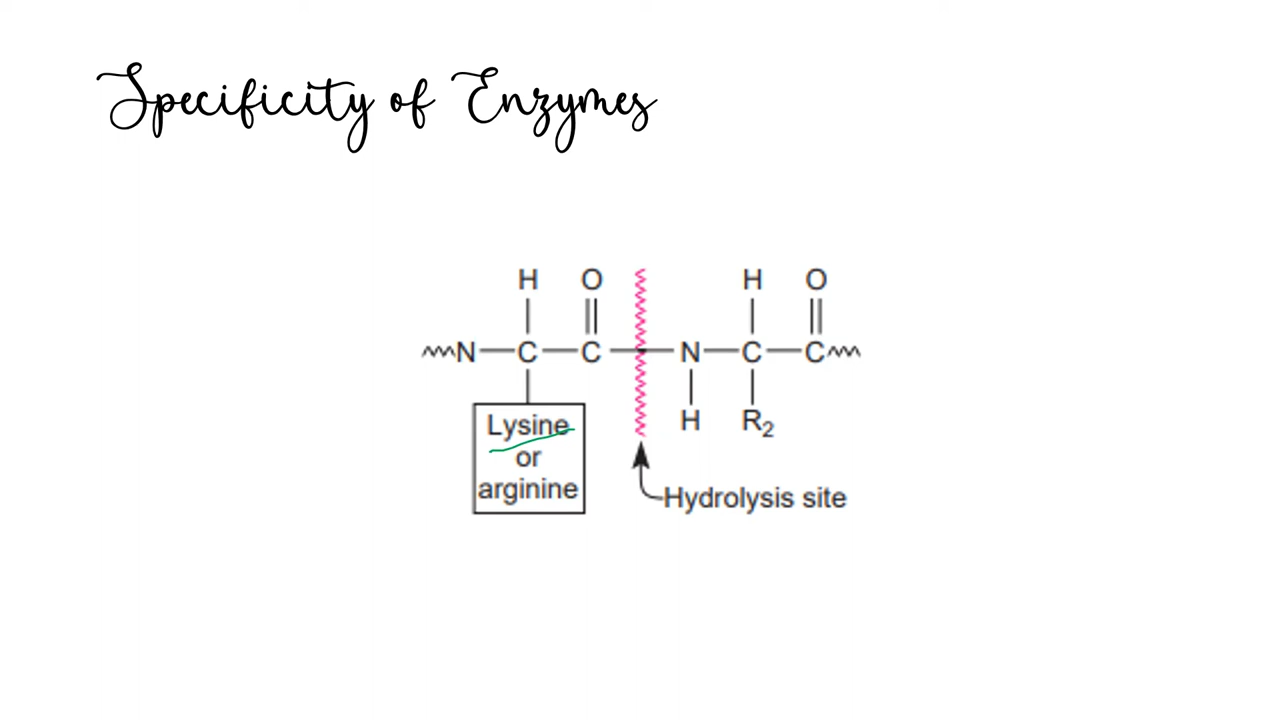 Specificity of Enzymes
H O H O
N C C N C C
Lysine H R₂
or
arginine
Hydrolysis site